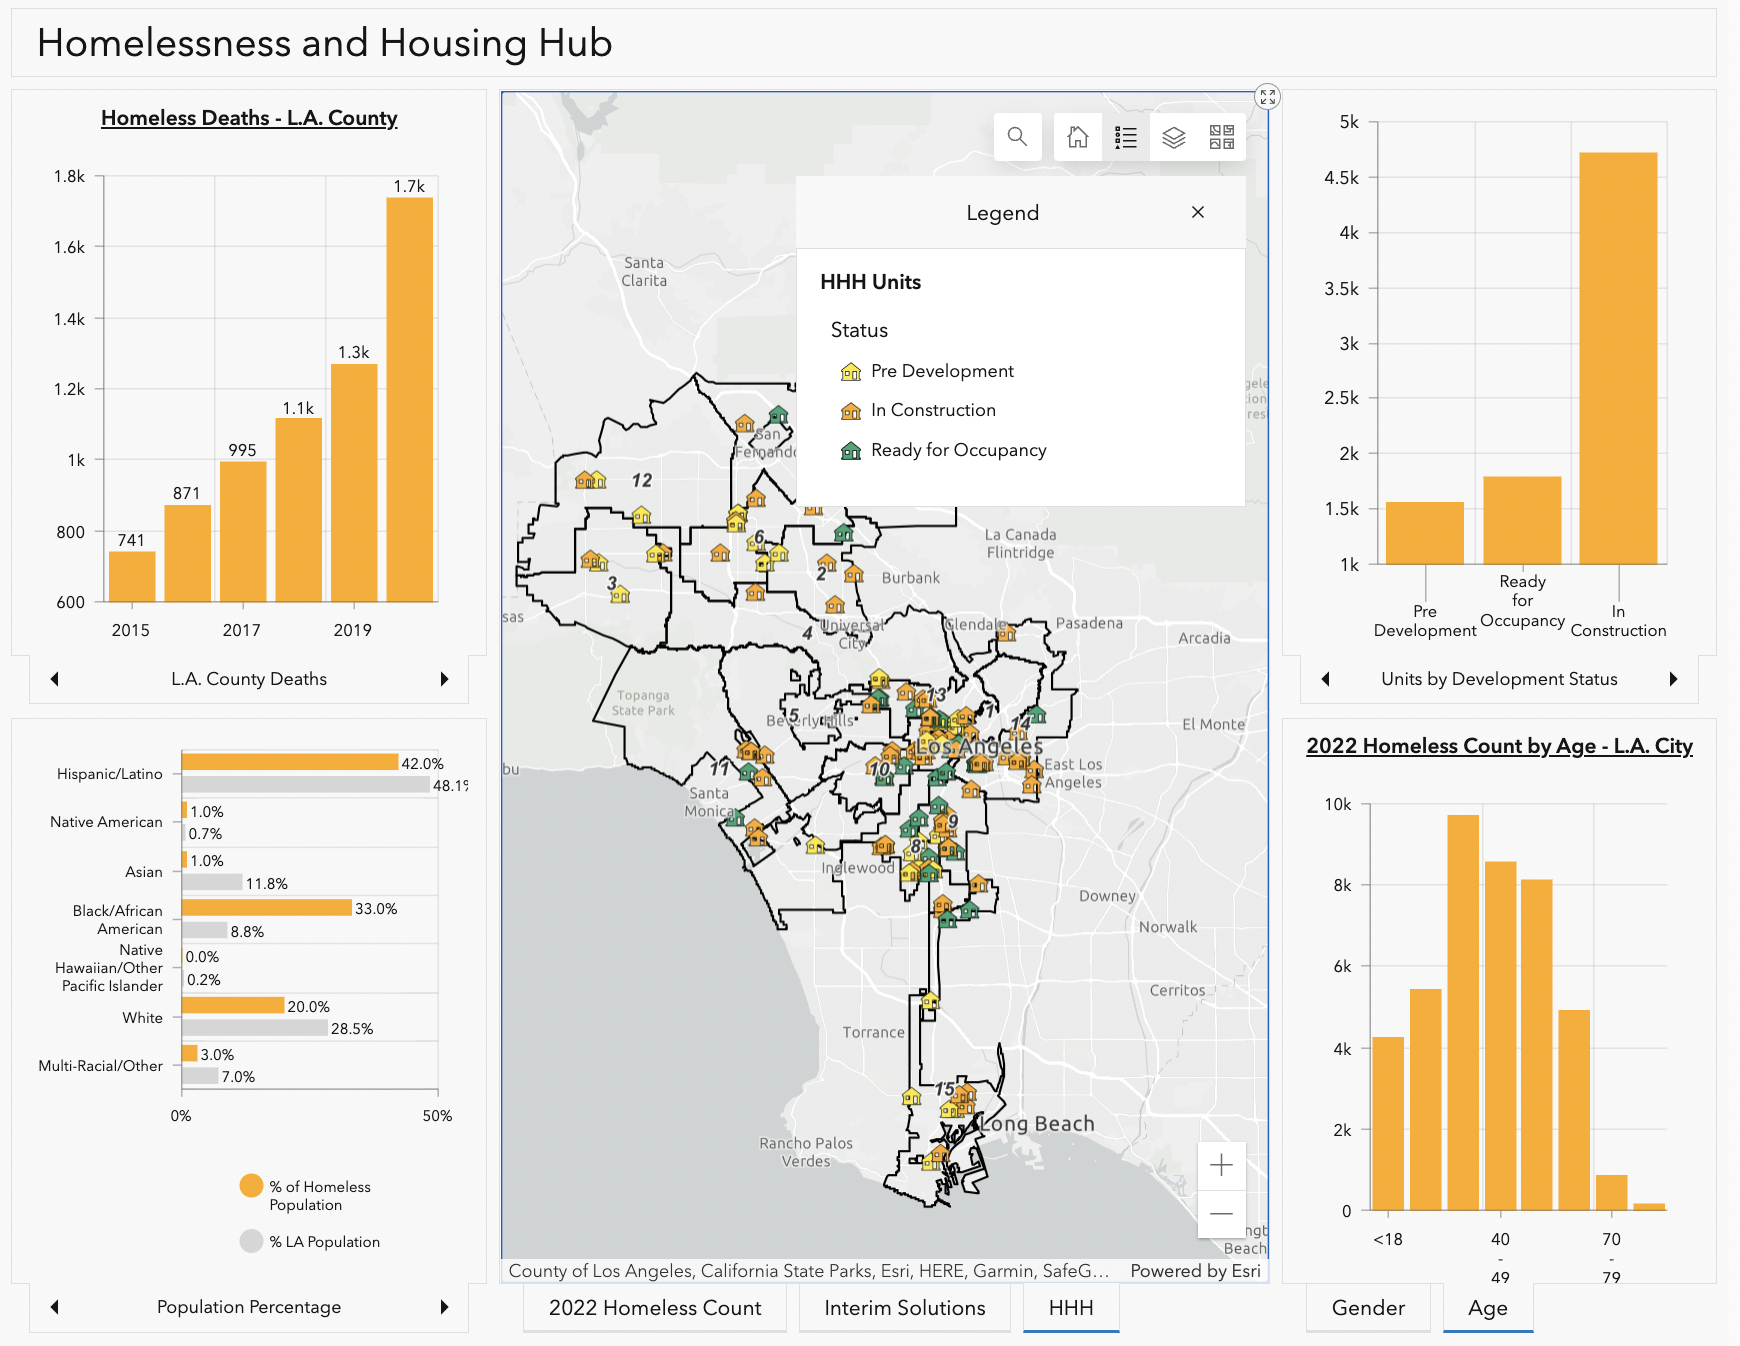 Homelessness and Housing Hub
Homeless Deaths - L.A. County
1.8k
1.6k
1.4k
1.2k
1k
800
600
741
871
995
1.1k
1.3k
1.7k
2015
2017
2019
L.A. County Deaths
Hispanic/Latino
42.0%
48.1%
Native American
1.0%
0.7%
Asian
1.0%
11.8%
Black/African
American
33.0%
8.8%
Native
Hawaiian/Other
Pacific Islander
0.0%
0.2%
White
20.0%
28.5%
Multi-Racial/Other
3.0%
7.0%
0%
50%
% of Homeless
Population
% LA Population
Population Percentage
Legend
HHH Units
Status
Pre Development
In Construction
Ready for Occupancy
Santa
Clarita
San
Fernando
12
6
3
2
4
La Canada
Flintridge
Burbank
Universal
City
Glendale
Pasadena
Arcadia
Topanga
State Park
5
Beverly Hills
13
1
14
El Monte
Los Angeles
11
10
East Los
Angeles
Santa
Monica
9
8
Inglewood
Downey
Norwalk
Cerritos
Torrance
15
Long Beach
Rancho Palos
Verdes
Beach
County of Los Angeles, California State Parks, Esri, HERE, Garmin, SafeG...
Powered by Esri
2022 Homeless Count
Interim Solutions
HHH
5k
4.5k
4k
3.5k
3k
2.5k
2k
1.5k
1k
Pre
Development
Ready
for
Occupancy
In
Construction
Units by Development Status
2022 Homeless Count by Age - L.A. City
10k
8k
6k
4k
2k
0
<18
40
-
49
70
-
79
Gender
Age